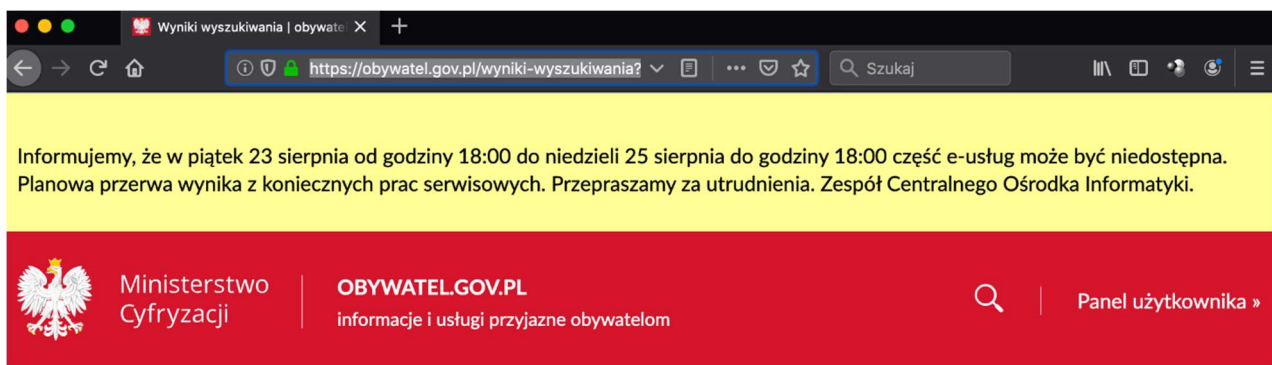 Wyniki wyszukiwania | obywate
https://obywatel.gov.pl/wyniki-wyszukiwania?
Szukaj
Informujemy, że w piątek 23 sierpnia od godziny 18:00 do niedzieli 25 sierpnia do godziny 18:00 część e-usług może być niedostępna.
Planowa przerwa wynika z koniecznych prac serwisowych. Przepraszamy za utrudnienia. Zespół Centralnego Ośrodka Informatyki.
Ministerstwo
Cyfryzacji
OBYWATEL.GOV.PL
informacje i usługi przyjazne obywatelom
Panel użytkownika »